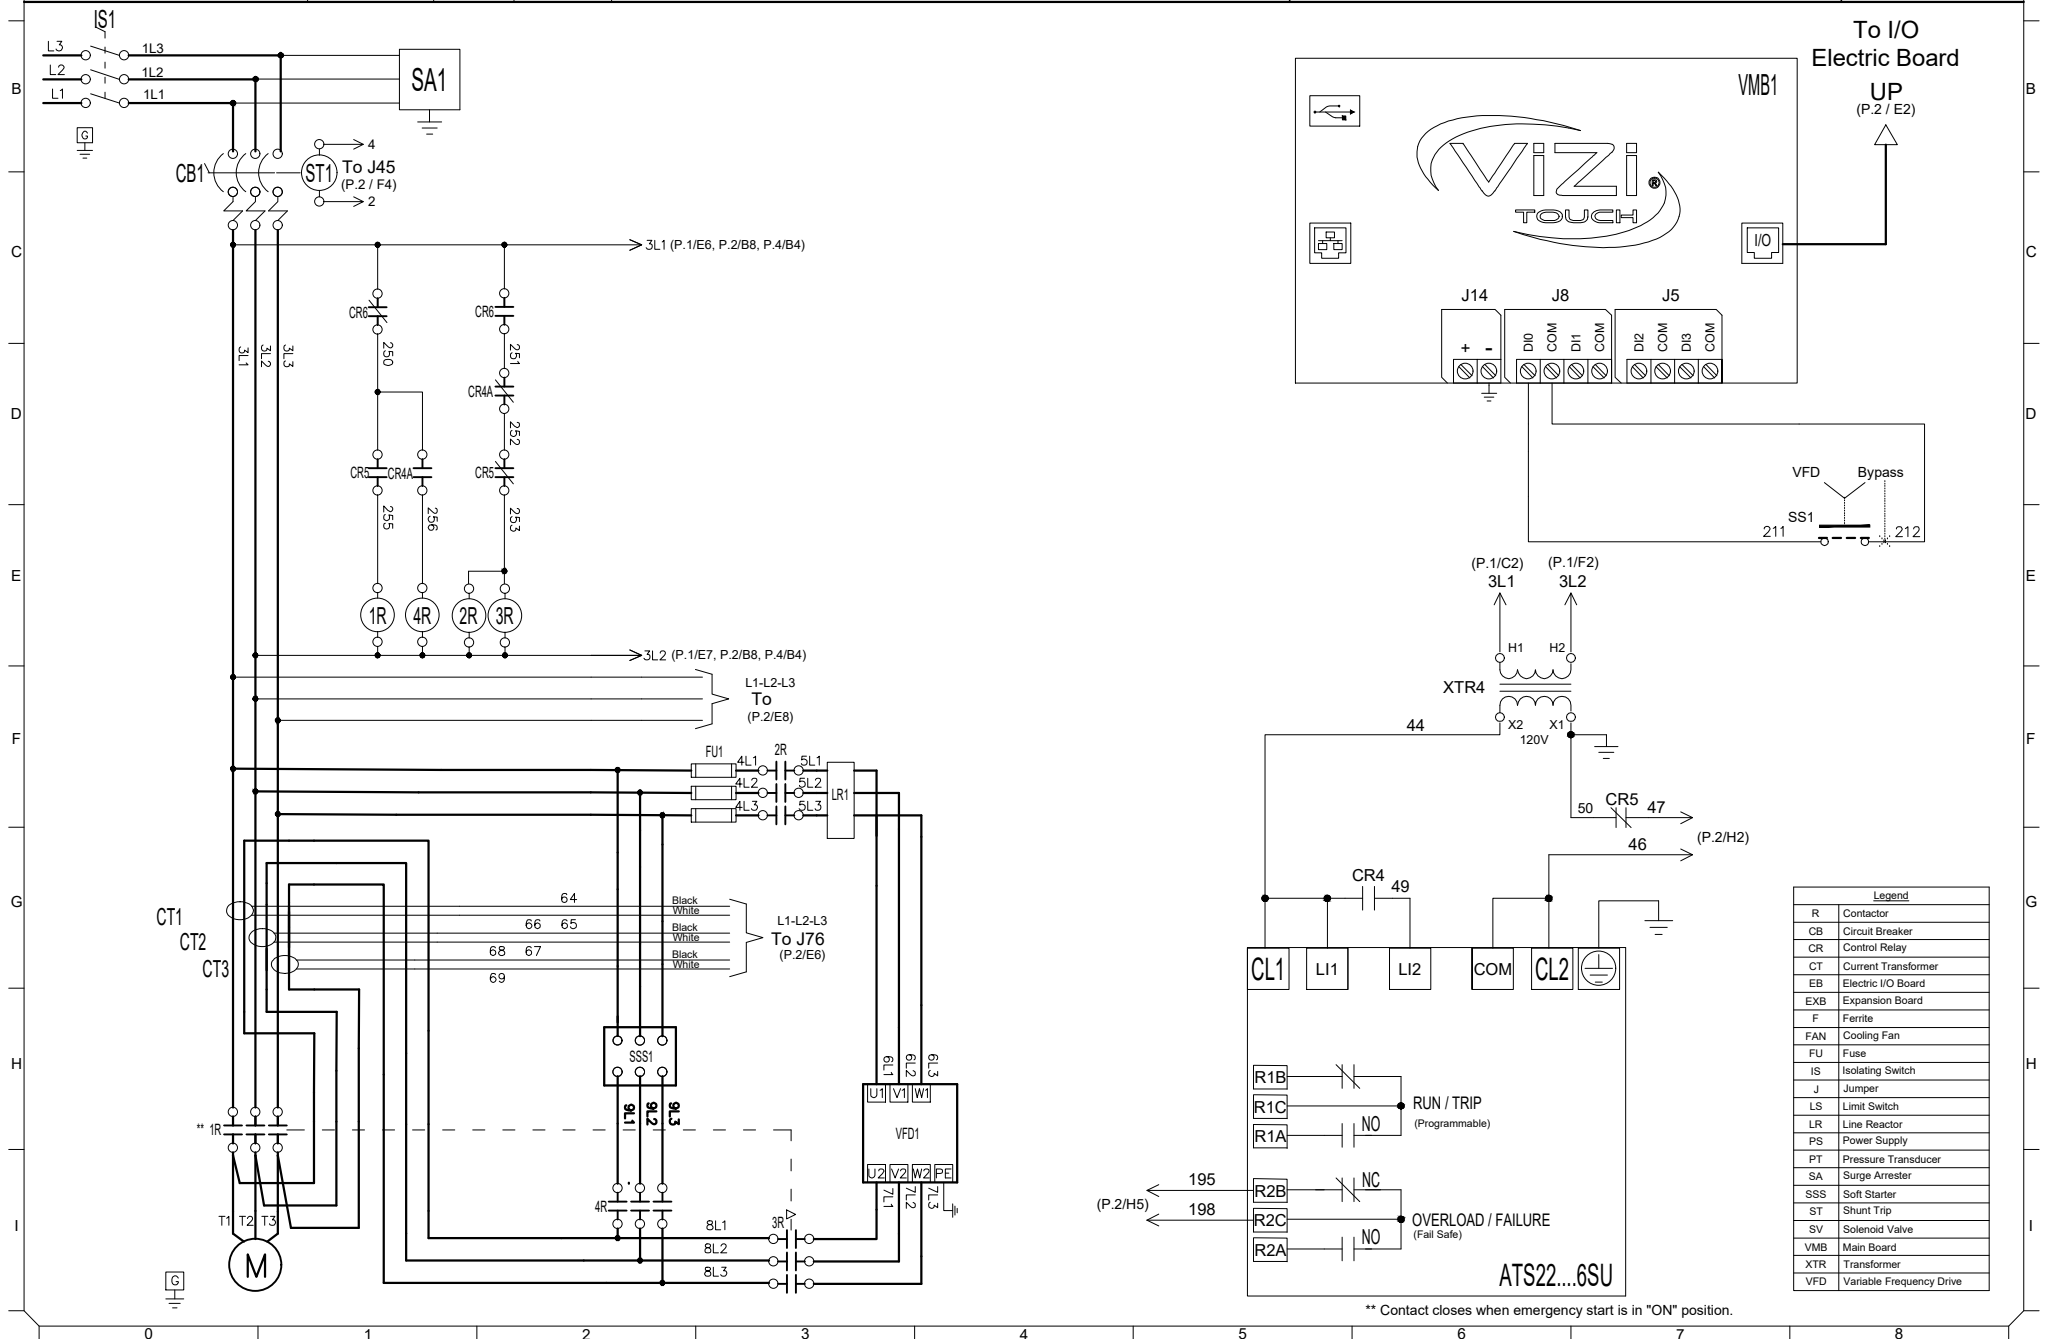 IS1
L3
1L3
L2
1L2
L1
1L1
SA1
G
CB1
ST1
4
To J45
(P.2 / F4)
2
3L1 (P.1/E6, P.2/B8, P.4/B4)
CR6
CR6
3L1
3L2
3L3
250
251
CR4A
252
CR5
CR4A
CR5
255
256
253
1R
4R
2R
3R
3L2 (P.1/E7, P.2/B8, P.4/B4)
L1-L2-L3
To
(P.2/E8)
FU1
2R
4L1
5L1
4L2
5L2
4L3
5L3
LR1
CT1
CT2
CT3
64
Black
White
66 65
Black
White
68 67
Black
White
69
L1-L2-L3
To J76
(P.2/E6)
SSS1
9L1
9L2
9L3
6L1
6L2
6L3
U1 V1 W1
VFD1
U2 V2 W2 PE
7L1
7L2
7L3
** 1R
4R
3R
8L1
8L2
8L3
T1 T2 T3
M
G
To I/O
Electric Board
UP
(P.2 / E2)
VMB1
ViZi
®
TOUCH
I/O
J14
J8
J5
+ -
DI0
COM
DI1
COM
DI2
COM
DI3
COM
VFD
Bypass
SS1
211
212
(P.1/C2)
3L1
(P.1/F2)
3L2
H1
H2
XTR4
X2
X1
120V
44
50
CR5
47
(P.2/H2)
46
CR4
49
CL1
LI1
LI2
COM
CL2
R1B
R1C
R1A
NO
RUN / TRIP
(Programmable)
195
(P.2/H5)
198
R2B
R2C
R2A
NC
NO
OVERLOAD / FAILURE
(Fail Safe)
ATS22....6SU
** Contact closes when emergency start is in "ON" position.
Legend
R Contactor
CB Circuit Breaker
CR Control Relay
CT Current Transformer
EB Electric I/O Board
EXB Expansion Board
F Ferrite
FAN Cooling Fan
FU Fuse
IS Isolating Switch
J Jumper
LS Limit Switch
LR Line Reactor
PS Power Supply
PT Pressure Transducer
SA Surge Arrester
SSS Soft Starter
ST Shunt Trip
SV Solenoid Valve
VMB Main Board
XTR Transformer
VFD Variable Frequency Drive
B
C
D
E
F
G
H
I
B
C
D
E
F
G
H
I
0 1 2 3 4 5 6 7 8